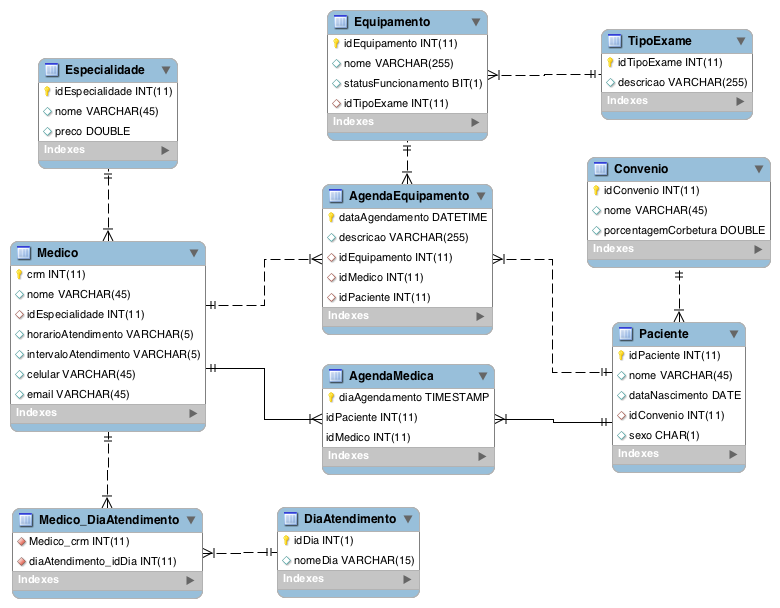 Equipamento
idEquipamento INT(11)
nome VARCHAR(255)
statusFuncionamento BIT(1)
idTipoExame INT(11)
Indexes
TipoExame
idTipoExame INT(11)
descricao VARCHAR(255)
Indexes
Especialidade
idEspecialidade INT(11)
nome VARCHAR(45)
preco DOUBLE
Indexes
Convenio
idConvenio INT(11)
nome VARCHAR(45)
porcentagemCorbetura DOUBLE
Indexes
AgendaEquipamento
dataAgendamento DATETIME
descricao VARCHAR(255)
idEquipamento INT(11)
idMedico INT(11)
idPaciente INT(11)
Indexes
Medico
crm INT(11)
nome VARCHAR(45)
idEspecialidade INT(11)
horarioAtendimento VARCHAR(5)
intervaloAtendimento VARCHAR(5)
celular VARCHAR(45)
email VARCHAR(45)
Indexes
Paciente
idPaciente INT(11)
nome VARCHAR(45)
dataNascimento DATE
idConvenio INT(11)
sexo CHAR(1)
Indexes
AgendaMedica
diaAgendamento TIMESTAMP
idPaciente INT(11)
idMedico INT(11)
Indexes
Medico_DiaAtendimento
Medico_crm INT(11)
diaAtendimento_idDia INT(11)
Indexes
DiaAtendimento
idDia INT(1)
nomeDia VARCHAR(15)
Indexes